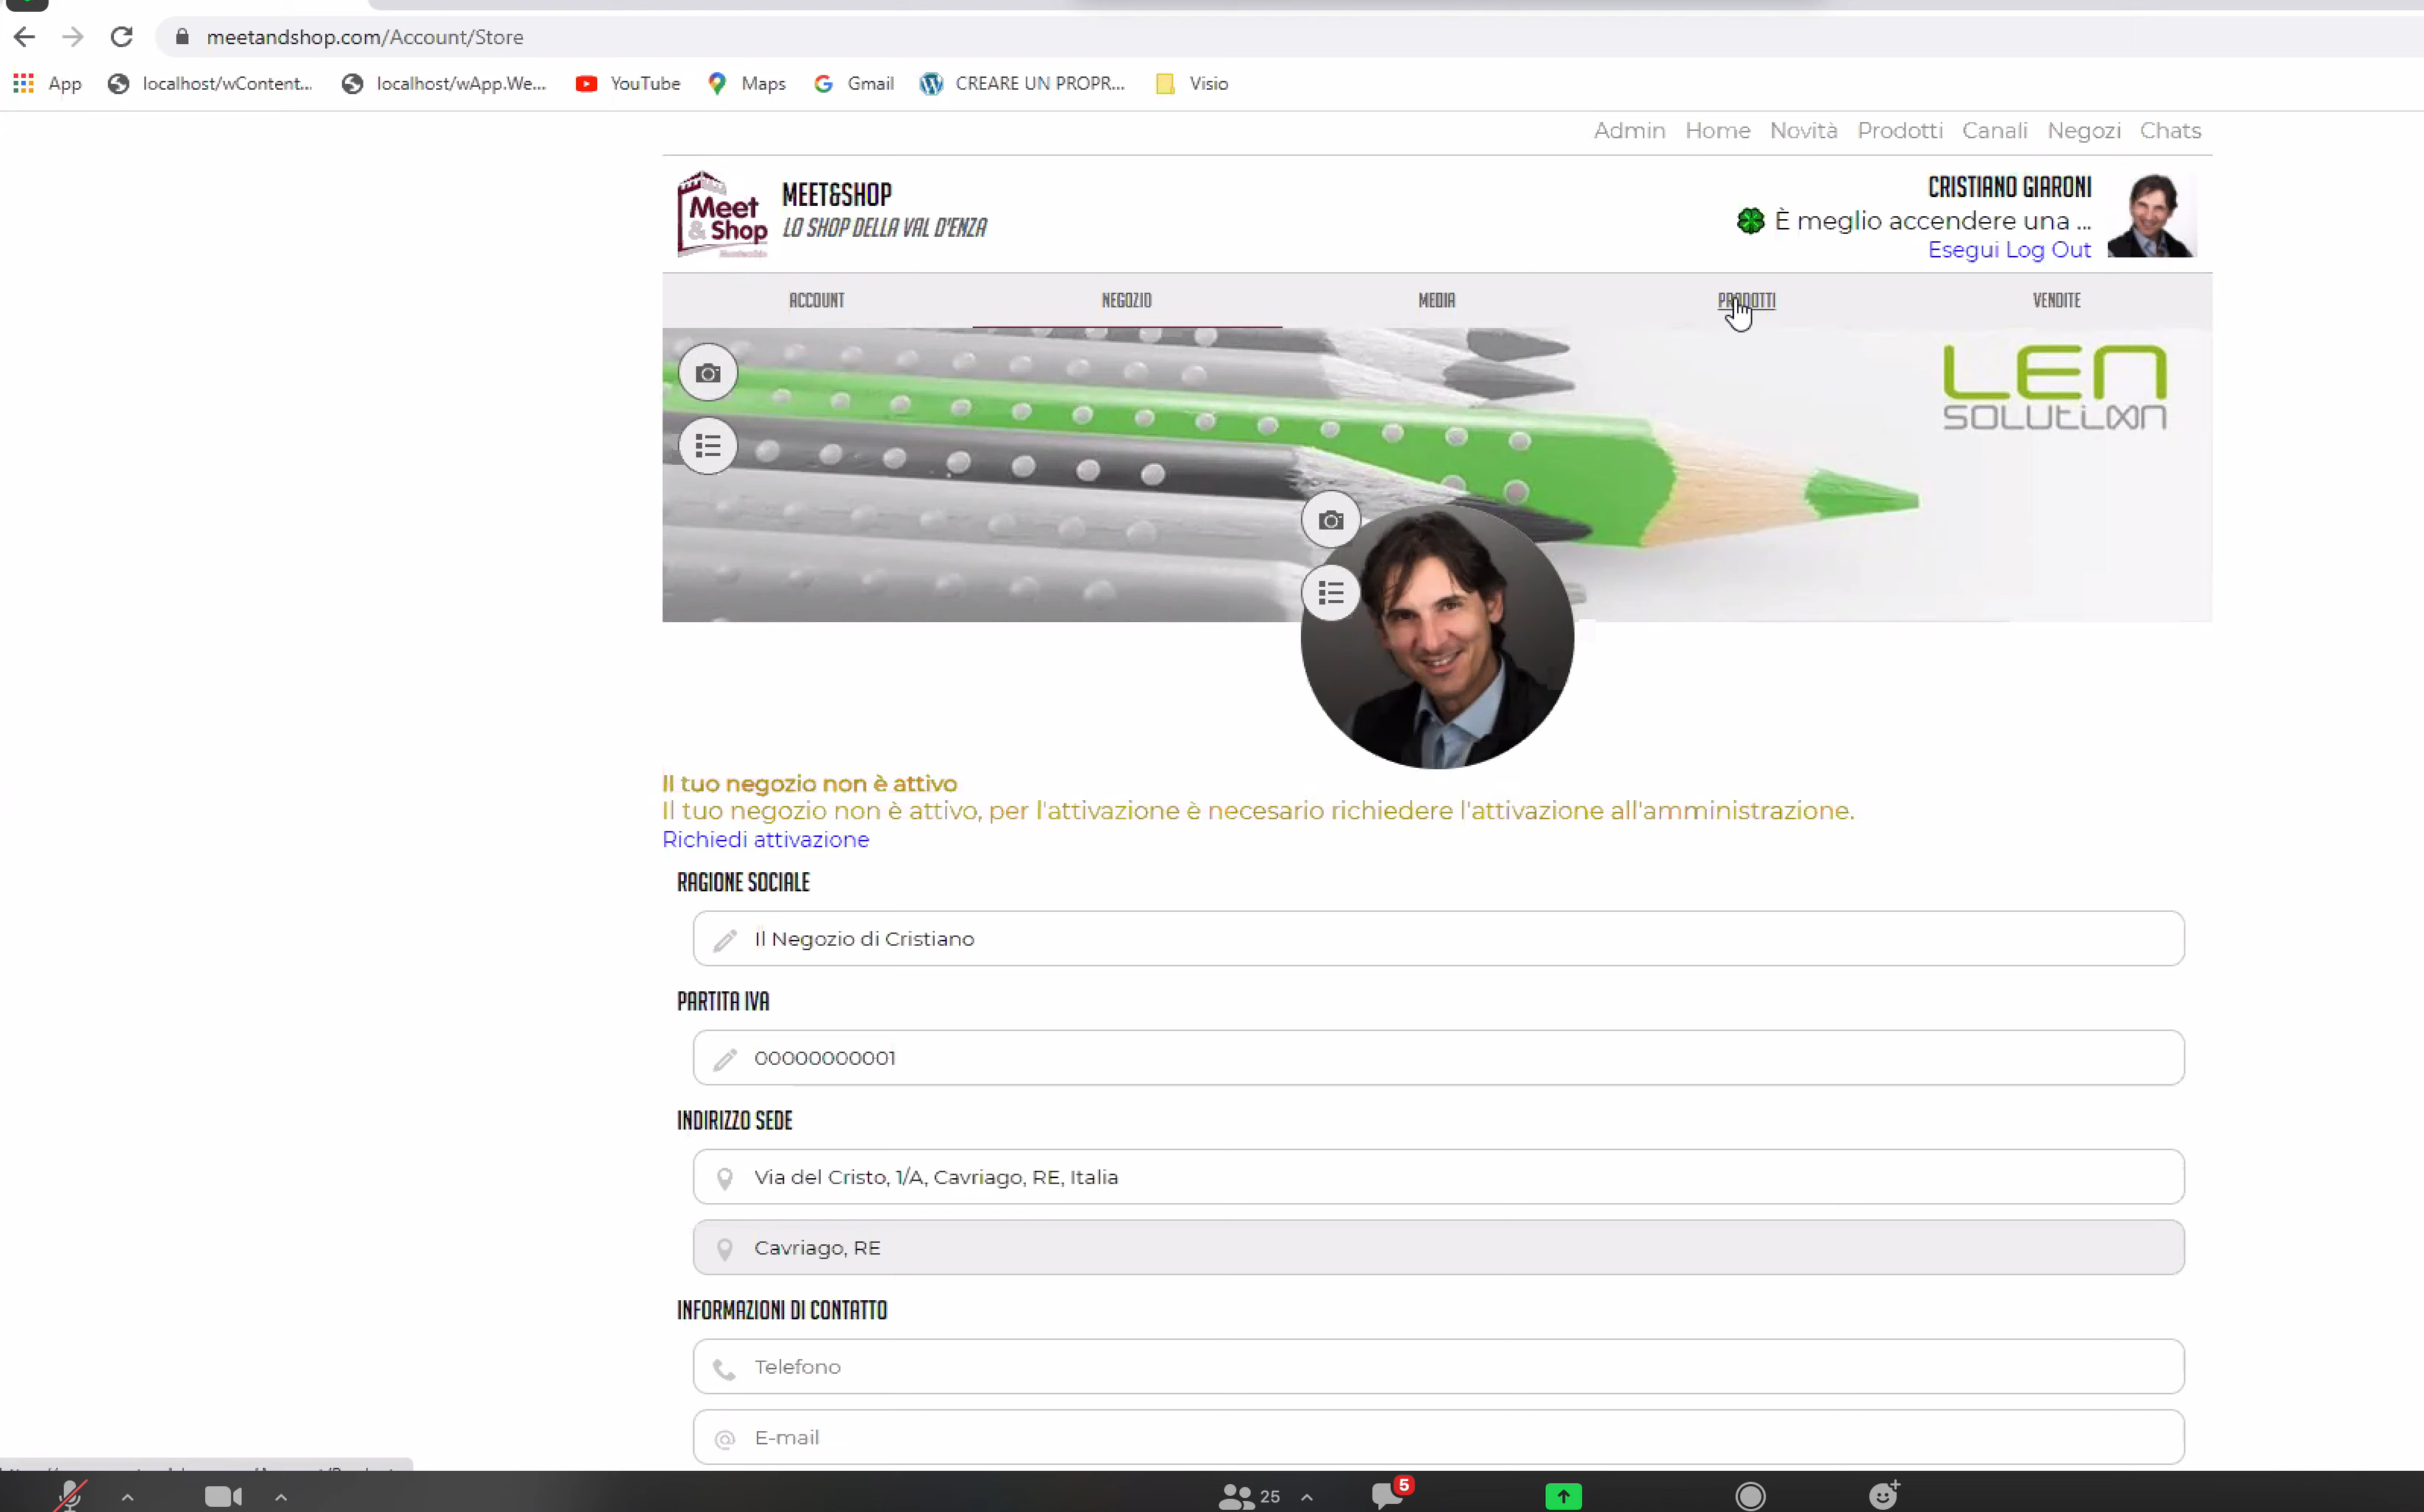 meetandshop.com/Account/Store
App localhost/wContent... localhost/wApp.We... YouTube Maps Gmail CREARE UN PROPR... Visio
Admin Home Novità Prodotti Canali Negozi Chats
Meet & Shop
MEET&SHOP
LO SHOP DELLA VAL D'ENZA
CRISTIANO GIARONI
È meglio accendere una ...
Esegui Log Out
ACCOUNT NEGOZIO MEDIA PRODOTTI VENDITE
LEN
SOLUTION
Il tuo negozio non è attivo
Il tuo negozio non è attivo, per l'attivazione è necesario richiedere l'attivazione all'amministrazione.
Richiedi attivazione
RAGIONE SOCIALE
Il Negozio di Cristiano
PARTITA IVA
00000000001
INDIRIZZO SEDE
Via del Cristo, 1/A, Cavriago, RE, Italia
Cavriago, RE
INFORMAZIONI DI CONTATTO
Telefono
E-mail
25 5